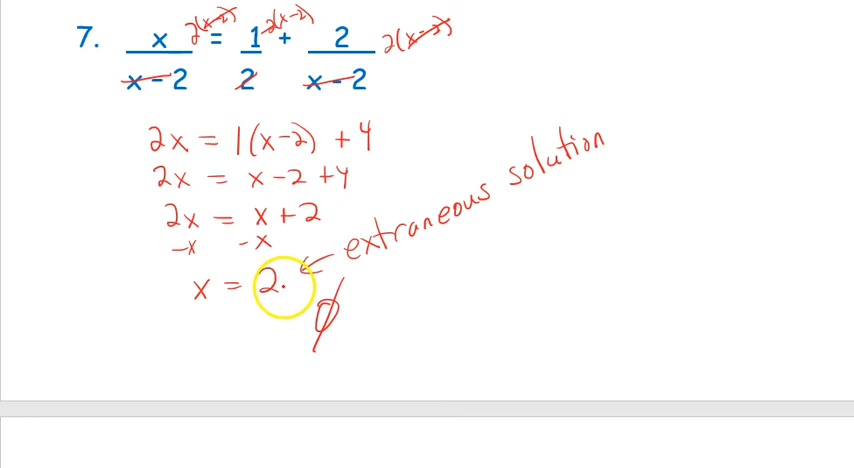 7. x/(x - 2) 2(x-2) = 1/2 2(x-2) + 2/(x - 2) 2(x-2)
2x = 1(x-2) + 4
2x = x - 2 + 4
2x = x + 2
-x -x
x = 2. ← extraneous solution
∅